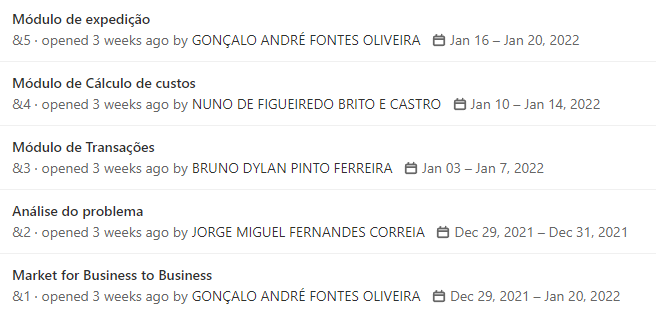 Módulo de expedição
&5 · opened 3 weeks ago by GONÇALO ANDRÉ FONTES OLIVEIRA Jan 16 – Jan 20, 2022
Módulo de Cálculo de custos
&4 · opened 3 weeks ago by NUNO DE FIGUEIREDO BRITO E CASTRO Jan 10 – Jan 14, 2022
Módulo de Transações
&3 · opened 3 weeks ago by BRUNO DYLAN PINTO FERREIRA Jan 03 – Jan 7, 2022
Análise do problema
&2 · opened 3 weeks ago by JORGE MIGUEL FERNANDES CORREIA Dec 29, 2021 – Dec 31, 2021
Market for Business to Business
&1 · opened 3 weeks ago by GONÇALO ANDRÉ FONTES OLIVEIRA Dec 29, 2021 – Jan 20, 2022